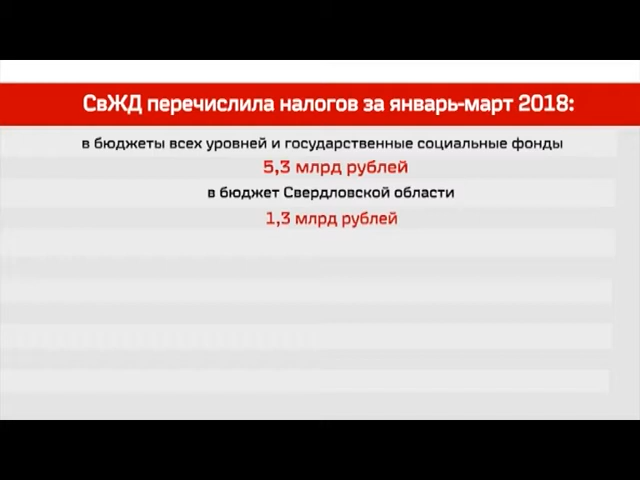 СвЖД перечислила налогов за январь-март 2018:
в бюджеты всех уровней и государственные социальные фонды
5,3 млрд рублей
в бюджет Свердловской области
1,3 млрд рублей